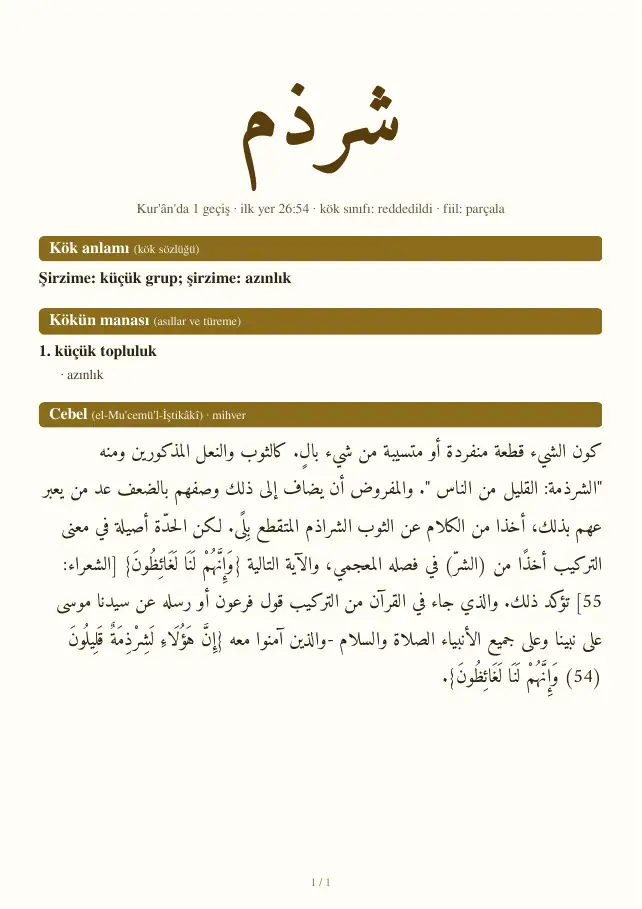 شرذم
Kur'ân'da 1 geçiş · ilk yer 26:54 · kök sınıfı: reddedildi · fiil: parçala
Kök anlamı (kök sözlüğü)
Şirzime: küçük grup; şirzime: azınlık
Kökün manası (asıllar ve türeme)
1. küçük topluluk
· azınlık
Cebel (el-Mu'cemü'l-İştikâkî) · mihver
كون الشيء قطعة منفردة أو متسيبة من شيء بالٍ. كالثوب والنعل المذكورين ومنه
"الشرذمة: القليل من الناس ". والمفروض أن يضاف إلى ذلك وصفهم بالضعف عد من يعبر
عهم بذلك، أخذا من الكلام عن الثوب الشراذم المتقطع بِلًى. لكن الحدّة أصيلة في معنى
التركيب أخذًا من (الشرّ) في فصله المعجمي، والآية التالية {وَإِنَّهُمْ لَنَا لَغَائِظُونَ} [الشعراء:
55] تؤكد ذلك. والذي جاء في القرآن من التركيب قول فرعون أو رسله عن سيدنا موسى
على نبينا وعلى جميع الأنبياء الصلاة والسلام -والذين آمنوا معه {إِنَّ هَؤُلَاءِ لَشِرْذِمَةٌ قَلِيلُونَ
(54) وَإِنَّهُمْ لَنَا لَغَائِظُونَ}.
1 / 1